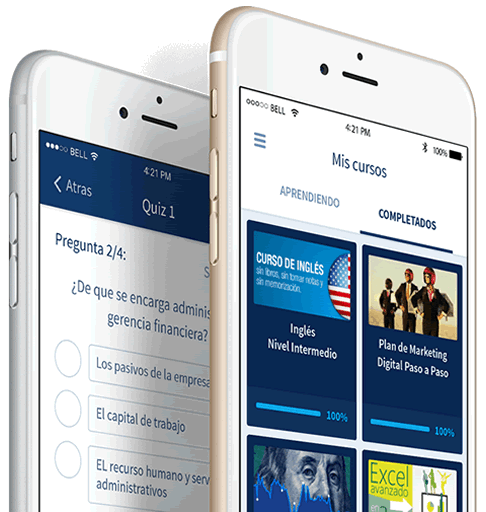 BELL
4:21 PM
Atras
Quiz 1
Pregunta 2/4:
S
¿De que se encarga adminis
gerencia financiera?
Los pasivos de la empresa
El capital de trabajo
EL recurso humano y serv
administrativos
BELL
4:21 PM
100%
Mis cursos
APRENDIENDO
COMPLETADOS
CURSO DE INGLÉS
sin libros, sin tomar notas y
sin memorización.
Inglés
Nivel Intermedio
100%
Plan de Marketing
Digital Paso a Paso
100%
Excel
avanzado